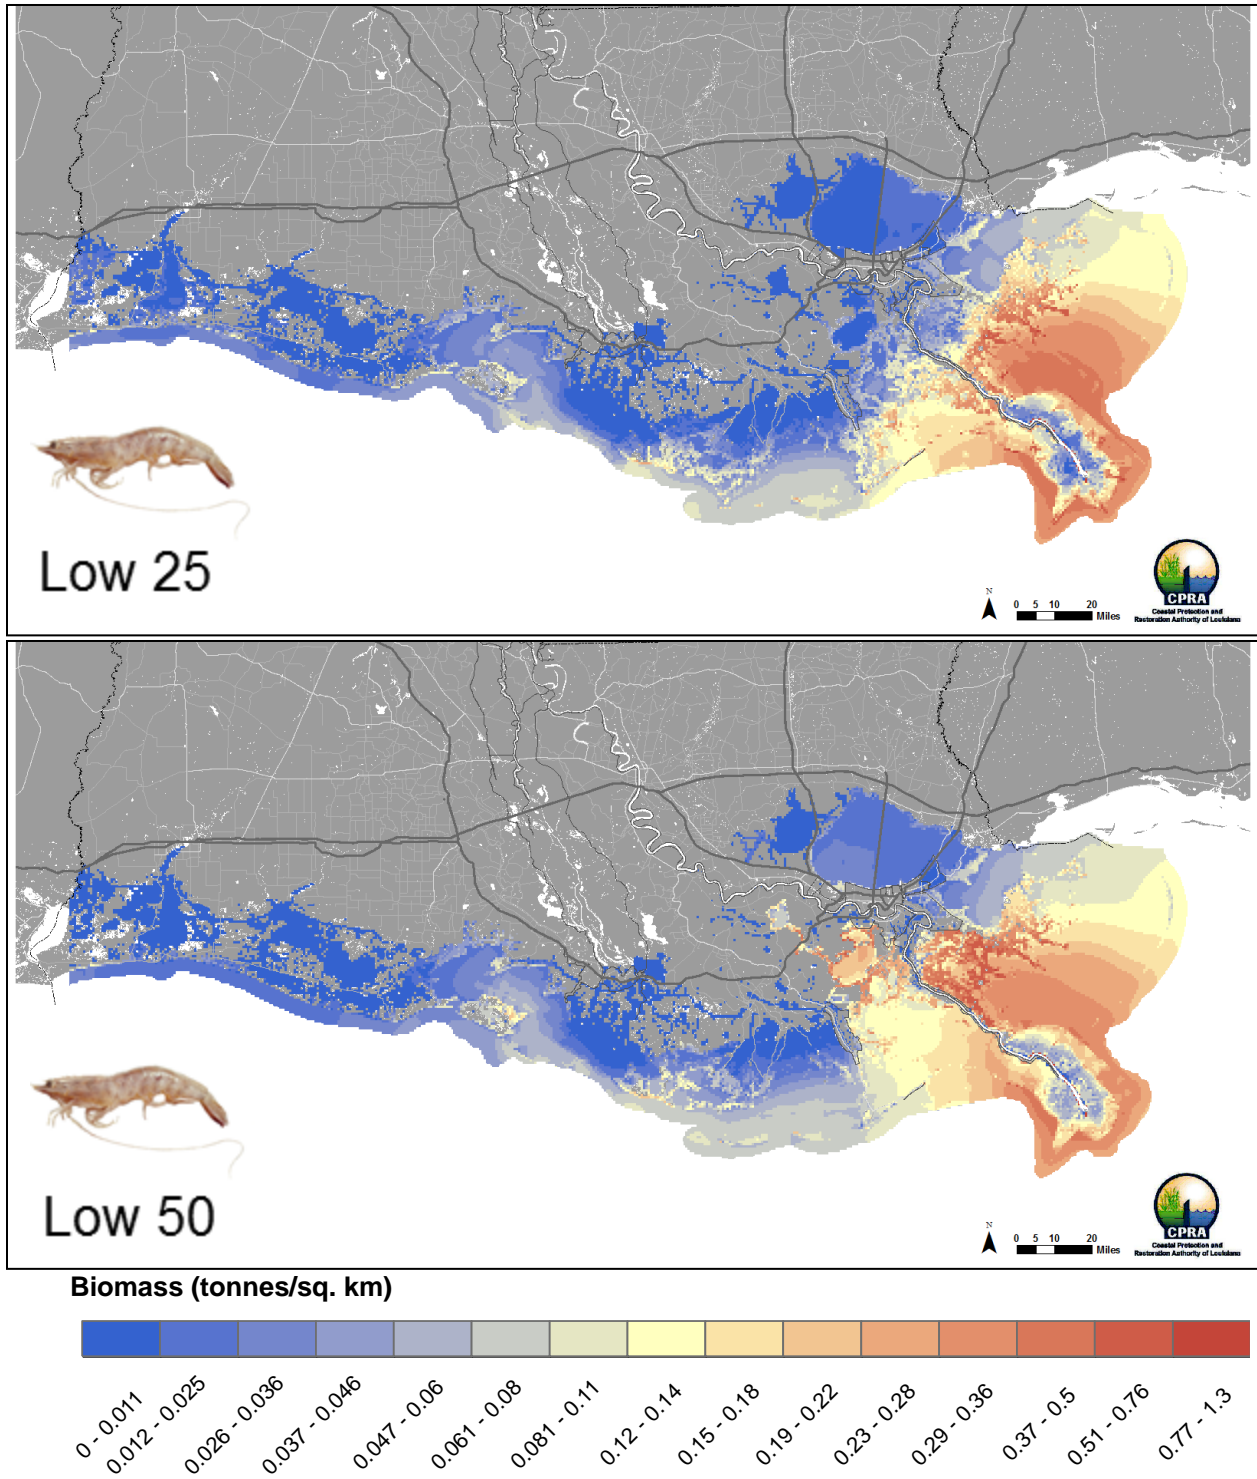 Low 25
N
0 5 10 20
Miles
CPRA
Coastal Protection and
Restoration Authority of Louisiana
Low 50
N
0 5 10 20
Miles
CPRA
Coastal Protection and
Restoration Authority of Louisiana
Biomass (tonnes/sq. km)
0 - 0.011
0.012 - 0.025
0.026 - 0.036
0.037 - 0.046
0.047 - 0.06
0.061 - 0.08
0.081 - 0.11
0.12 - 0.14
0.15 - 0.18
0.19 - 0.22
0.23 - 0.28
0.29 - 0.36
0.37 - 0.5
0.51 - 0.76
0.77 - 1.3